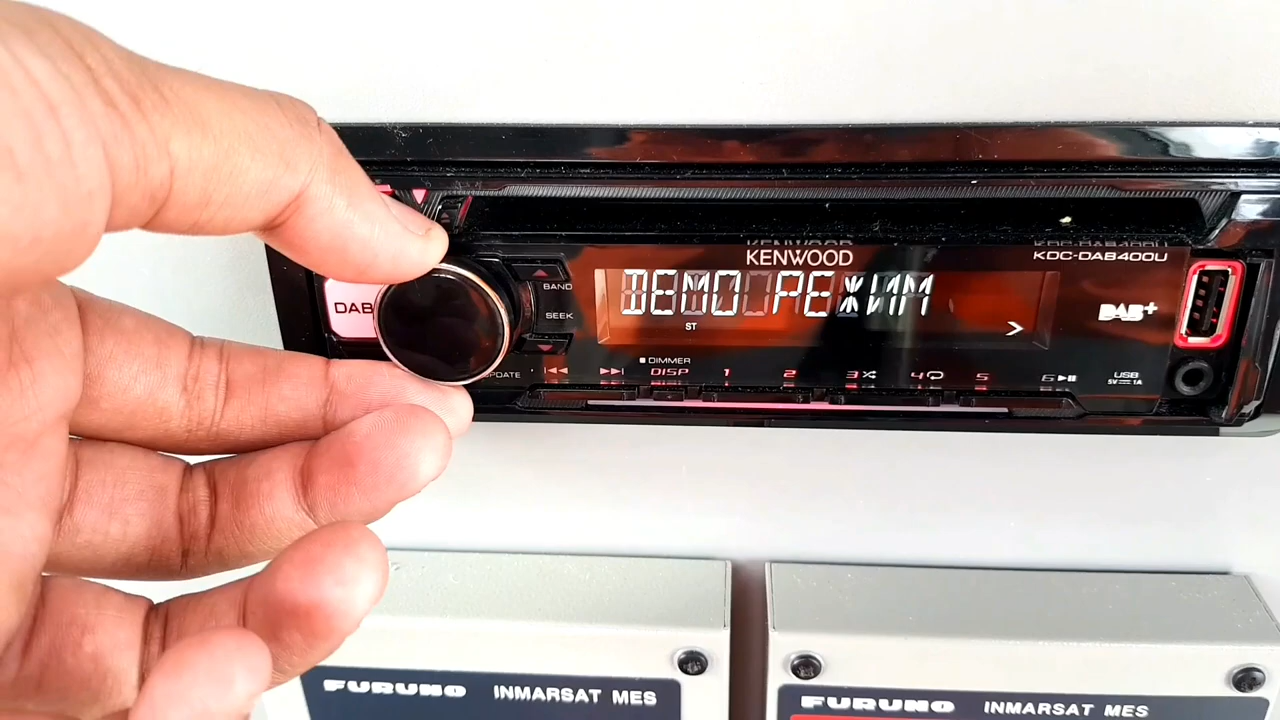 KENWOOD
KDC-DAB400U
DAB
BAND
SEEK
ДЕМО РЕЖИМ
ST
DAB+
DIMMER
DISP 1 2 3 4 5 6
USB
5V 1A
FURUNO INMARSAT MES
FURUNO INMARSAT MES